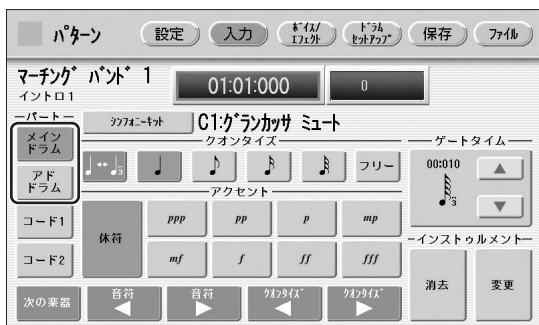 パターン 設定 入力 ボイス/エフェクト ドラムセットアップ 保存 ファイル
マーチング バンド 1 01:01:000 0
イントロ1
パート シンフォニーキット C1:グランカッサ ミュート
メインドラム
アドドラム
コード1
コード2
次の楽器
クオンタイズ
3 フリー
アクセント
休符 ppp pp p mp
mf f ff fff
音符 音符 クオンタイズ クオンタイズ
ゲートタイム
00:010
3
インストゥルメント
消去 変更